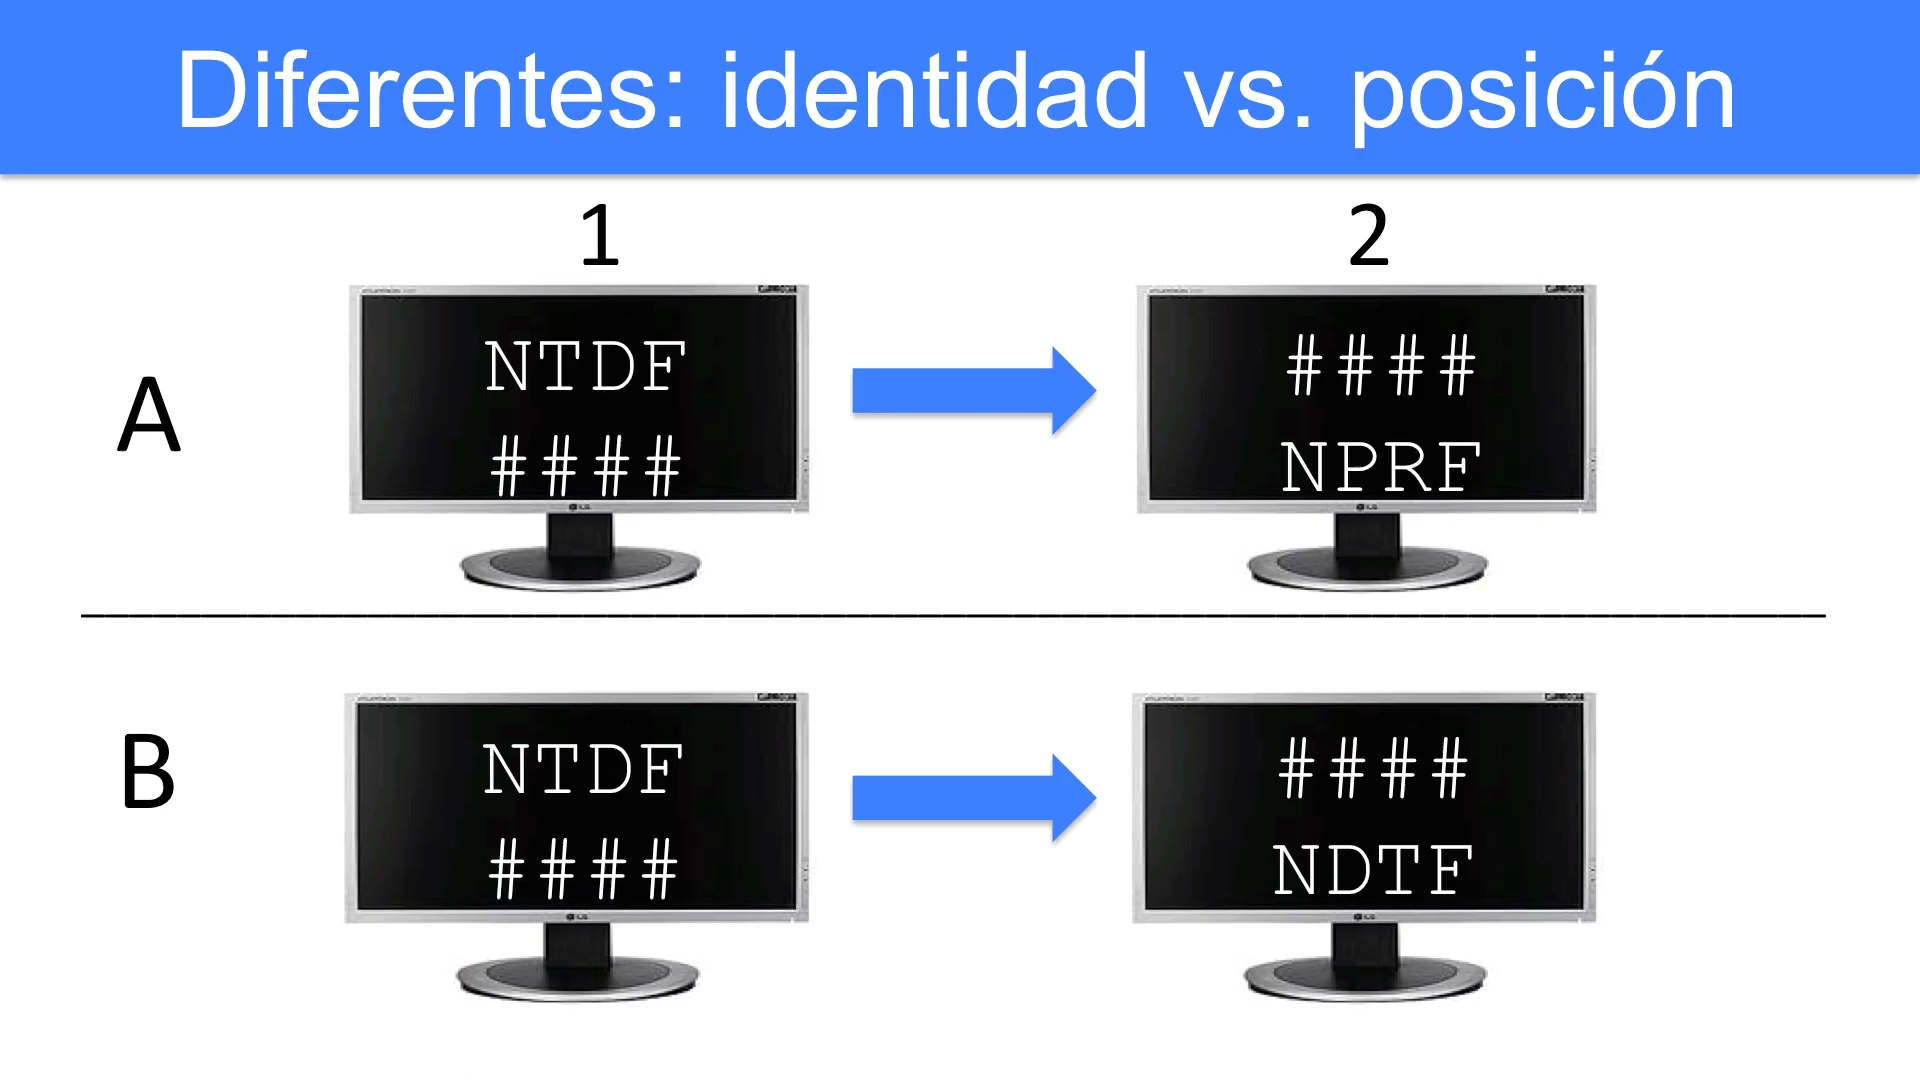 Diferentes: identidad vs. posición
1
2
A
NTDF
####
####
NPRF
B
NTDF
####
####
NDTF